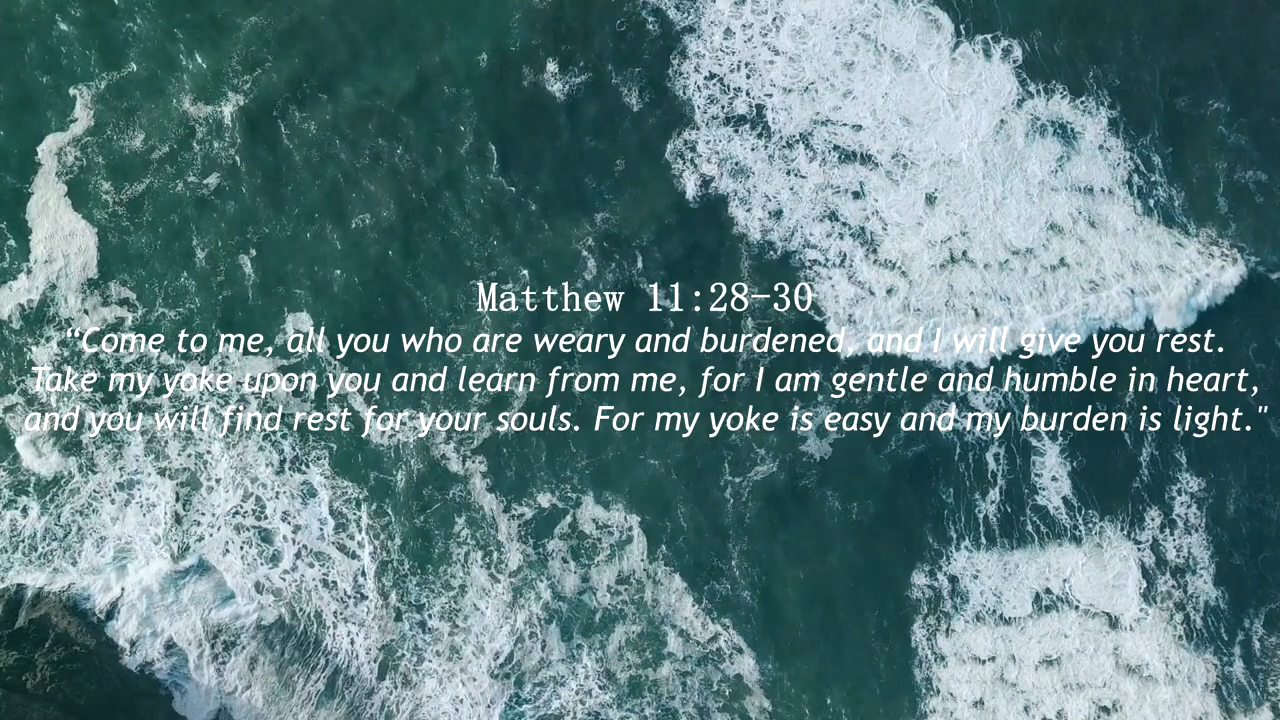 Matthew 11:28-30
“Come to me, all you who are weary and burdened, and I will give you rest.
Take my yoke upon you and learn from me, for I am gentle and humble in heart,
and you will find rest for your souls. For my yoke is easy and my burden is light."